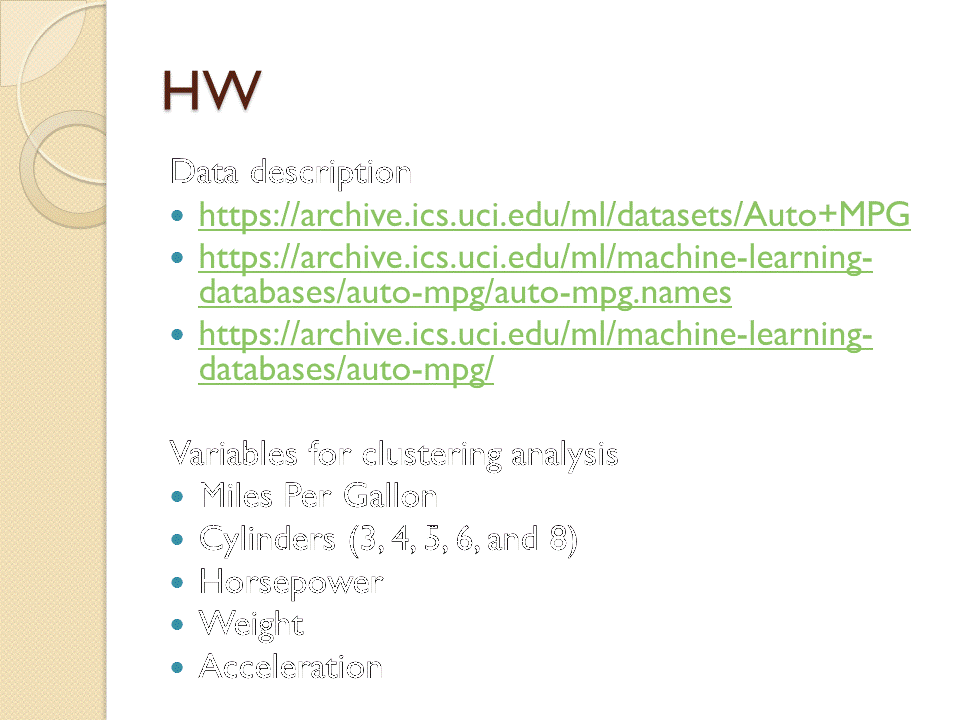 HW
Data description
https://archive.ics.uci.edu/ml/datasets/Auto+MPG
https://archive.ics.uci.edu/ml/machine-learning-
databases/auto-mpg/auto-mpg.names
https://archive.ics.uci.edu/ml/machine-learning-
databases/auto-mpg/
Variables for clustering analysis
Miles Per Gallon
Cylinders (3, 4, 5, 6, and 8)
Horsepower
Weight
Acceleration